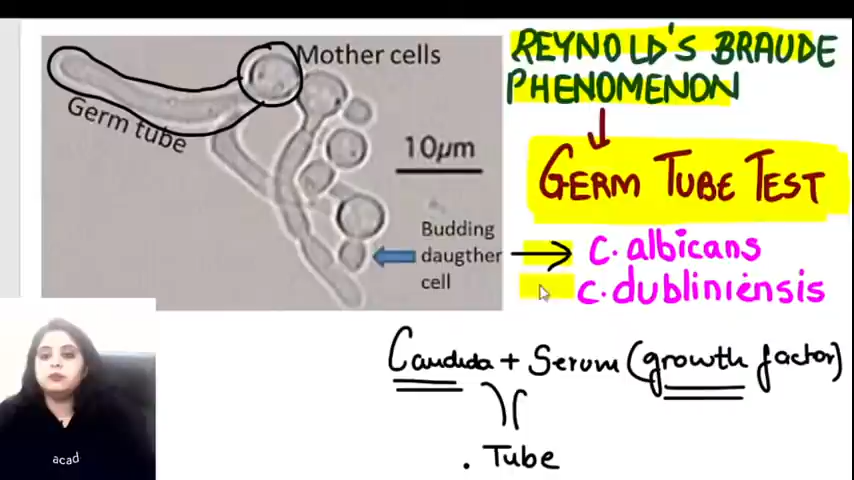 REYNOLD'S BRAUDE
PHENOMENON
Mother cells
Germ tube
10µm
GERM TUBE TEST
Budding
daugther
cell
C. albicans
C. dubliniensis
Candida + Serum (growth factor)
. Tube
acad